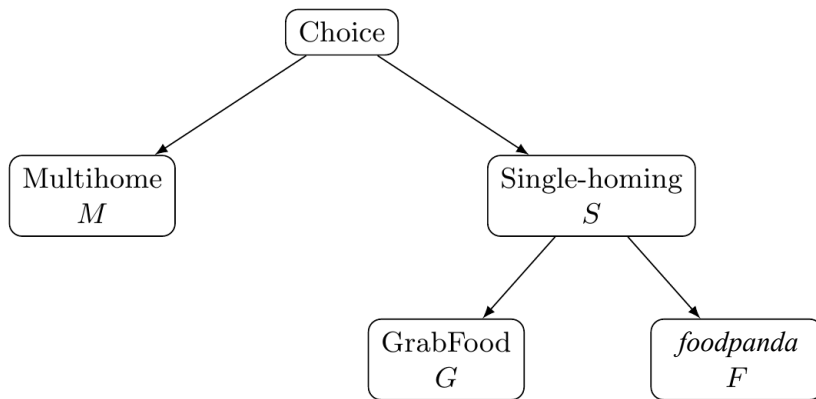 Choice
Multihome
M
Single-homing
S
GrabFood
G
foodpanda
F